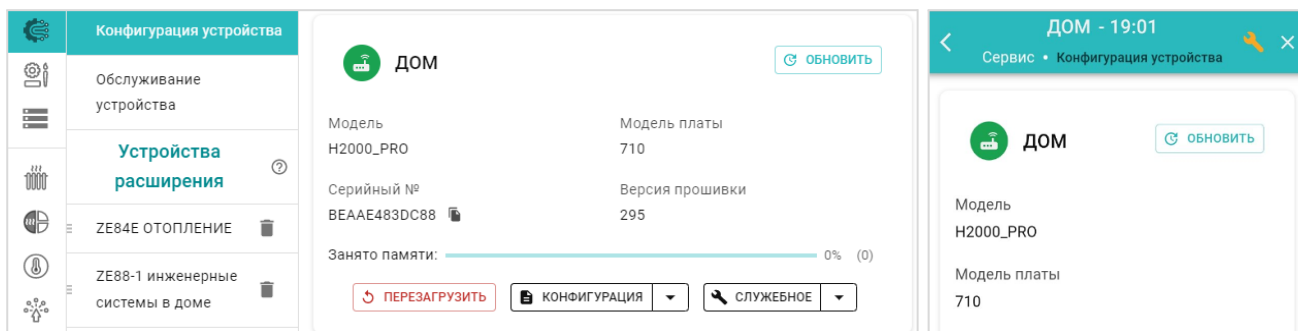 Конфигурация устройства
Обслуживание
устройства
Устройства
расширения
ZE84E ОТОПЛЕНИЕ
ZE88-1 инженерные
системы в доме
ДОМ
ОБНОВИТЬ
Модель
H2000_PRO
Модель платы
710
Серийный №
BEAAE483DC88
Версия прошивки
295
Занято памяти: 0% (0)
ПЕРЕЗАГРУЗИТЬ
КОНФИГУРАЦИЯ
СЛУЖЕБНОЕ
ДОМ - 19:01
Сервис • Конфигурация устройства
ДОМ
ОБНОВИТЬ
Модель
H2000_PRO
Модель платы
710